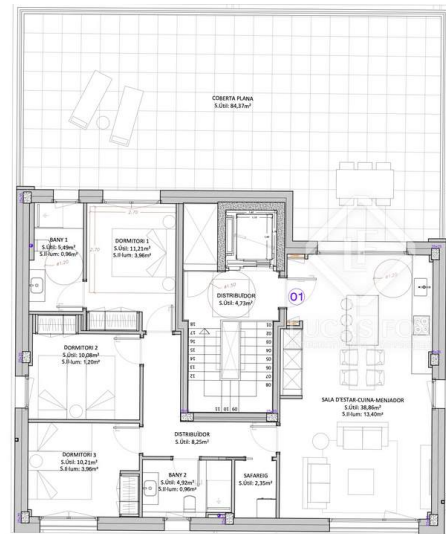 COBERTA PLANA
S.Útil: 84,37m²
BANY 1
S.Útil: 5,49m²
S.Il·lum: 0,96m²
DORMITORI 1
S.Útil: 11,21m²
S.Il·lum: 3,96m²
DISTRIBUÏDOR
S.Útil: 4,73m²
01
DORMITORI 2
S.Útil: 10,08m²
S.Il·lum: 1,20m²
SALA D'ESTAR-CUINA-MENJADOR
S.Útil: 38,86m²
S.Il·lum: 13,40m²
DISTRIBUÏDOR
S.Útil: 8,25m²
DORMITORI 3
S.Útil: 10,21m²
S.Il·lum: 3,96m²
BANY 2
S.Útil: 4,92m²
S.Il·lum: 0,96m²
SAFAREIG
S.Útil: 2,35m²